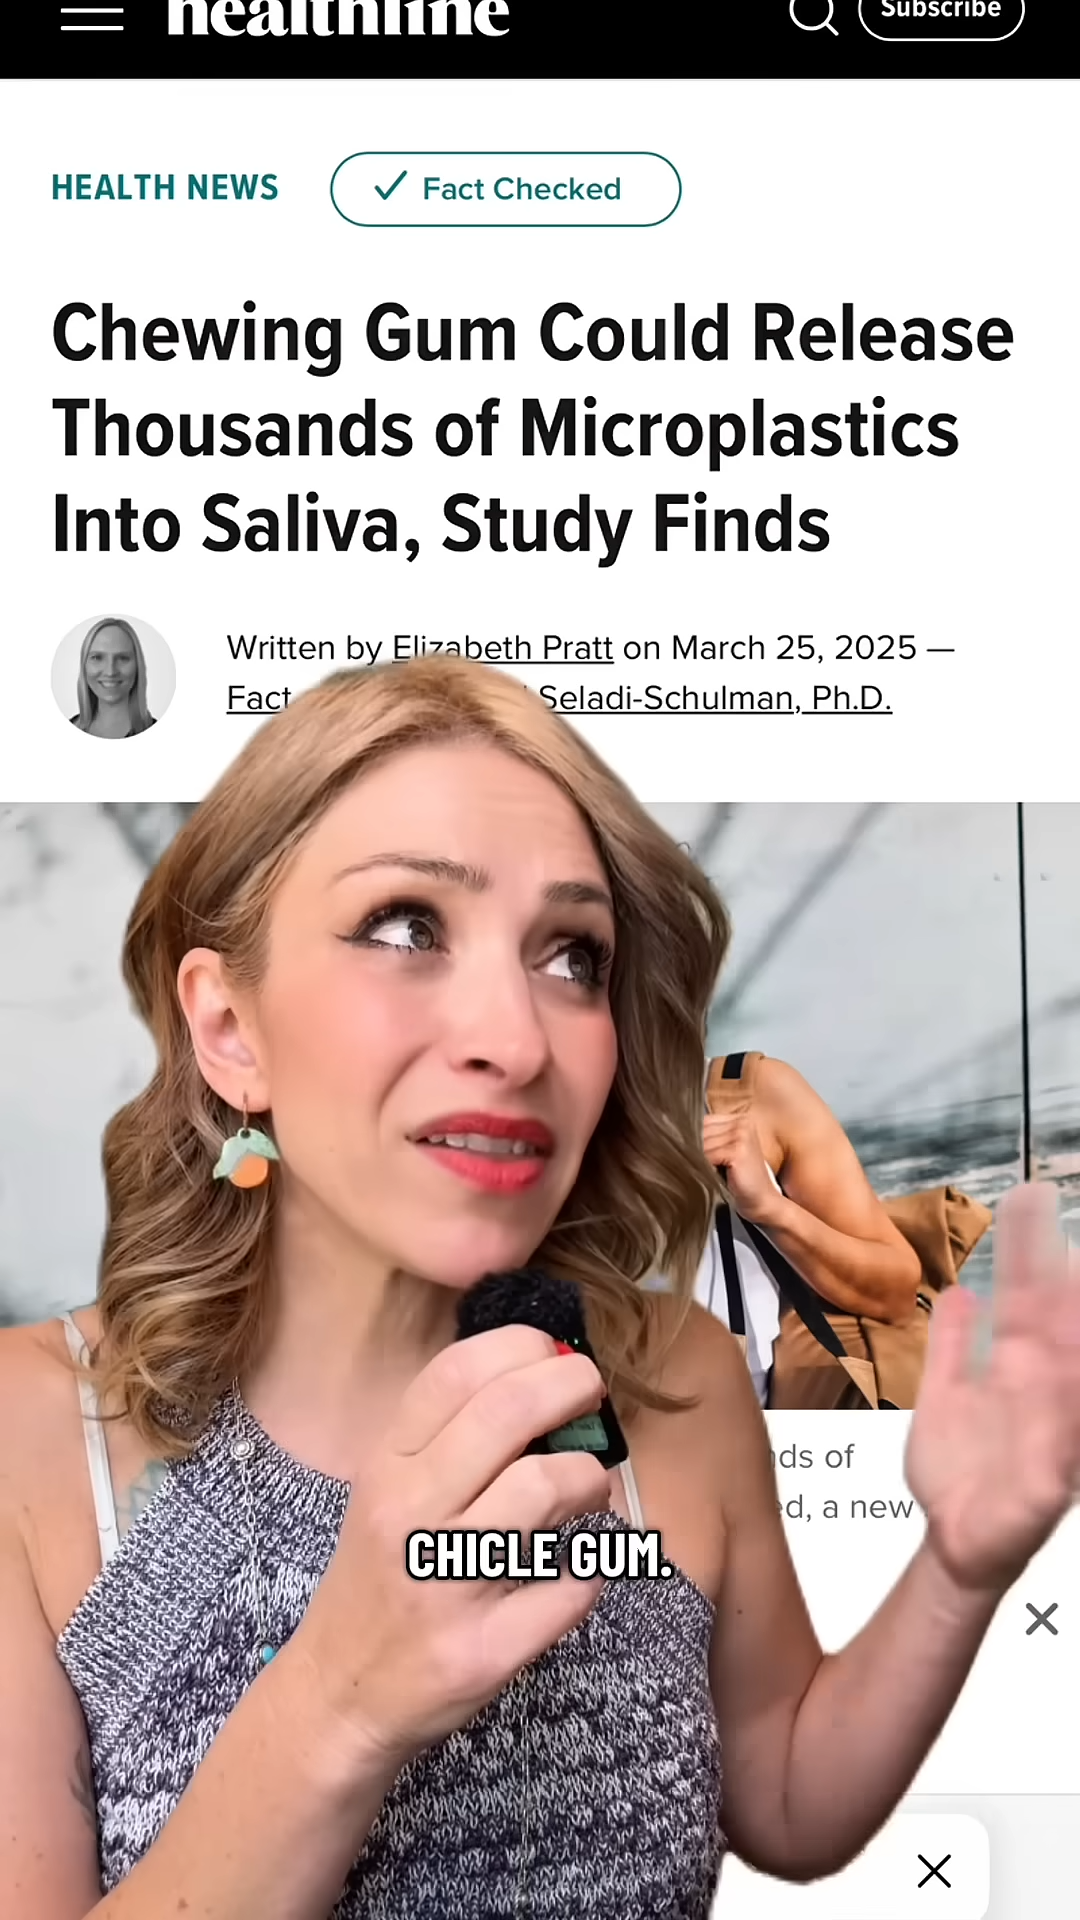 healthline
Subscribe
HEALTH NEWS
Fact Checked
Chewing Gum Could Release
Thousands of Microplastics
Into Saliva, Study Finds
Written by Elizabeth Pratt on March 25, 2025 —
Fact Seladi-Schulman, Ph.D.
of
a new
CHICLE GUM.